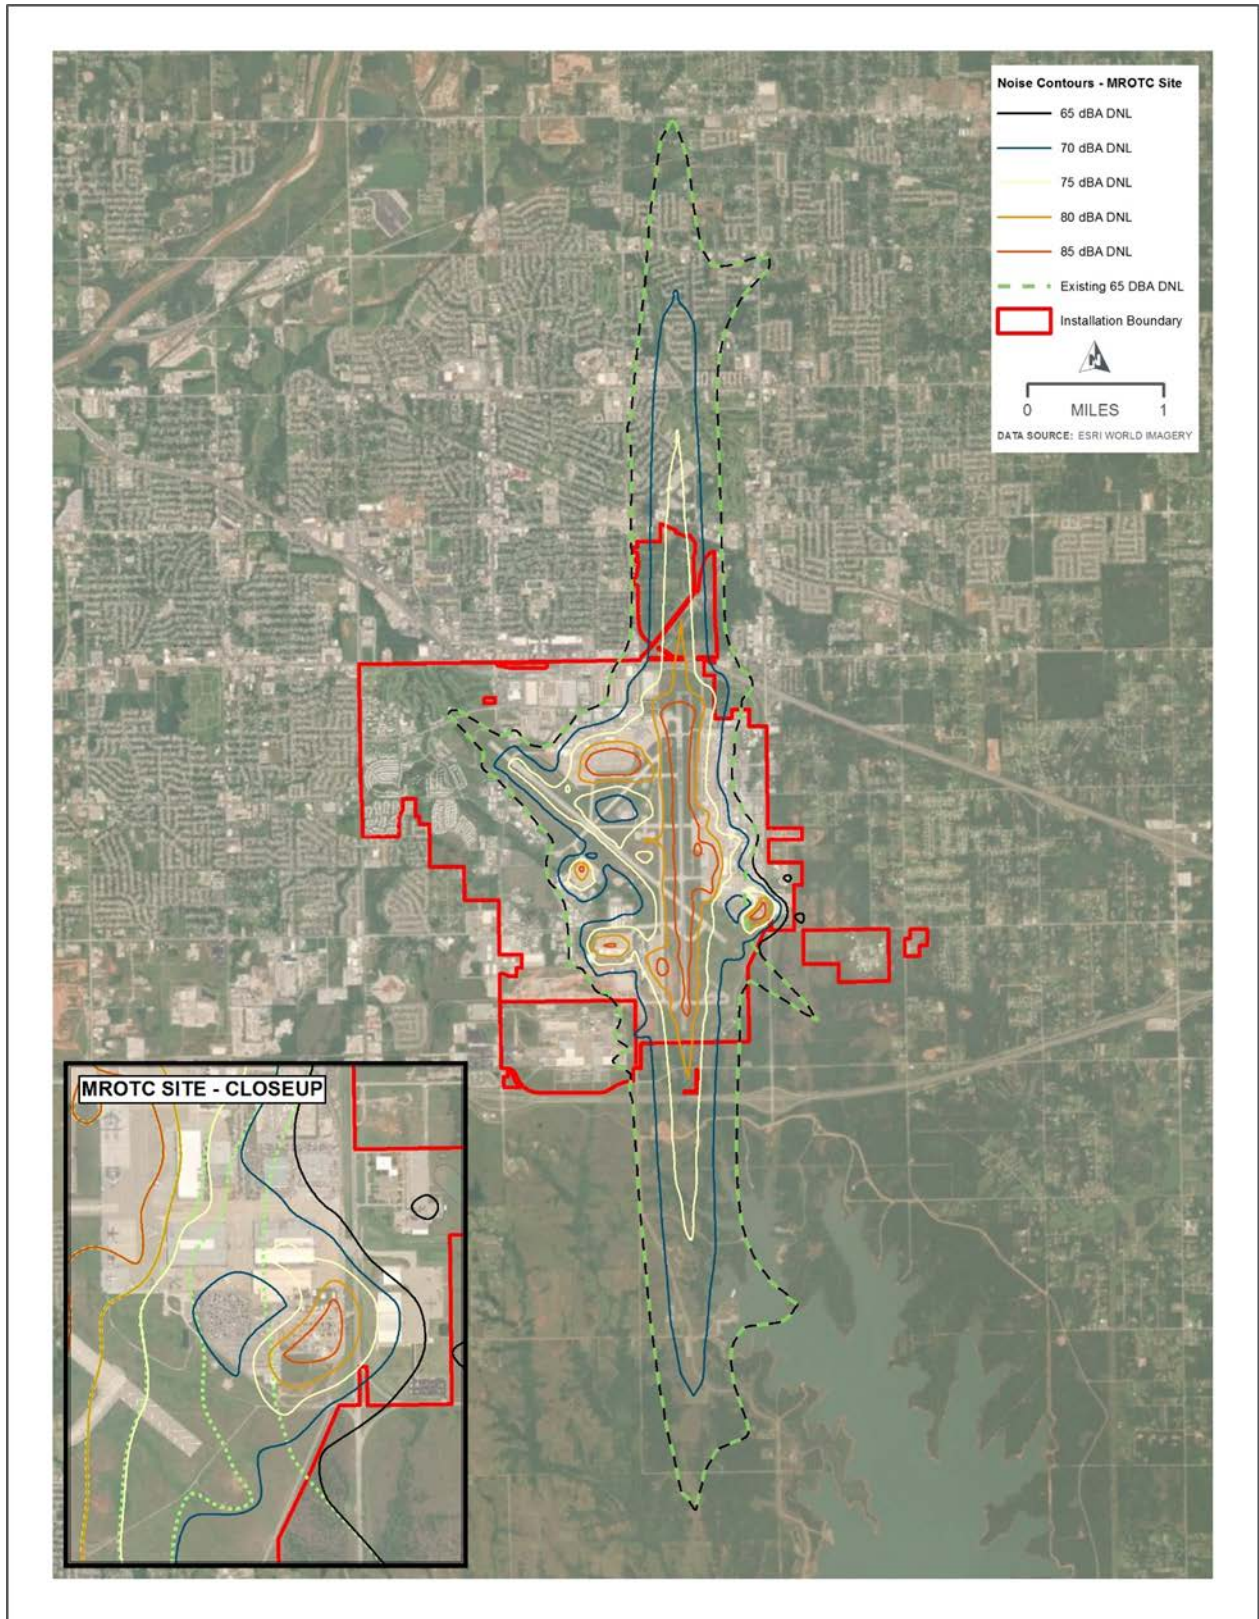 Noise Contours - MROTC Site
65 dBA DNL
70 dBA DNL
75 dBA DNL
80 dBA DNL
85 dBA DNL
Existing 65 DBA DNL
Installation Boundary
N
0 MILES 1
DATA SOURCE: ESRI WORLD IMAGERY
MROTC SITE - CLOSEUP